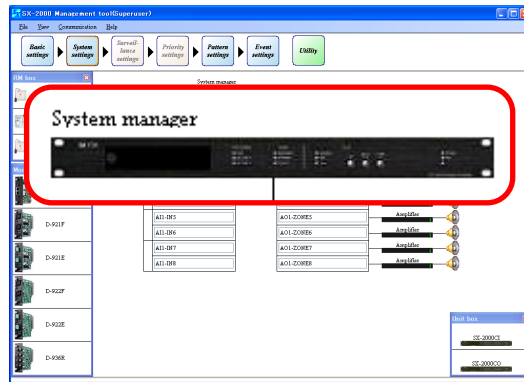 SX-2000 Management tool(Superuser)
File View Communication Help
Basic settings
System settings
Surveil-lance settings
Priority settings
Pattern settings
Event settings
Utility
RM box
System manager
System manager
AI1-IN5 AO1-ZONE5 Amplifier
D-921F
AI1-IN6 AO1-ZONE6 Amplifier
AI1-IN7 AO1-ZONE7 Amplifier
D-921E
AI1-IN8 AO1-ZONE8 Amplifier
D-922F
D-922E
Unit box
SX-2000CI
D-936R
SX-2000CO